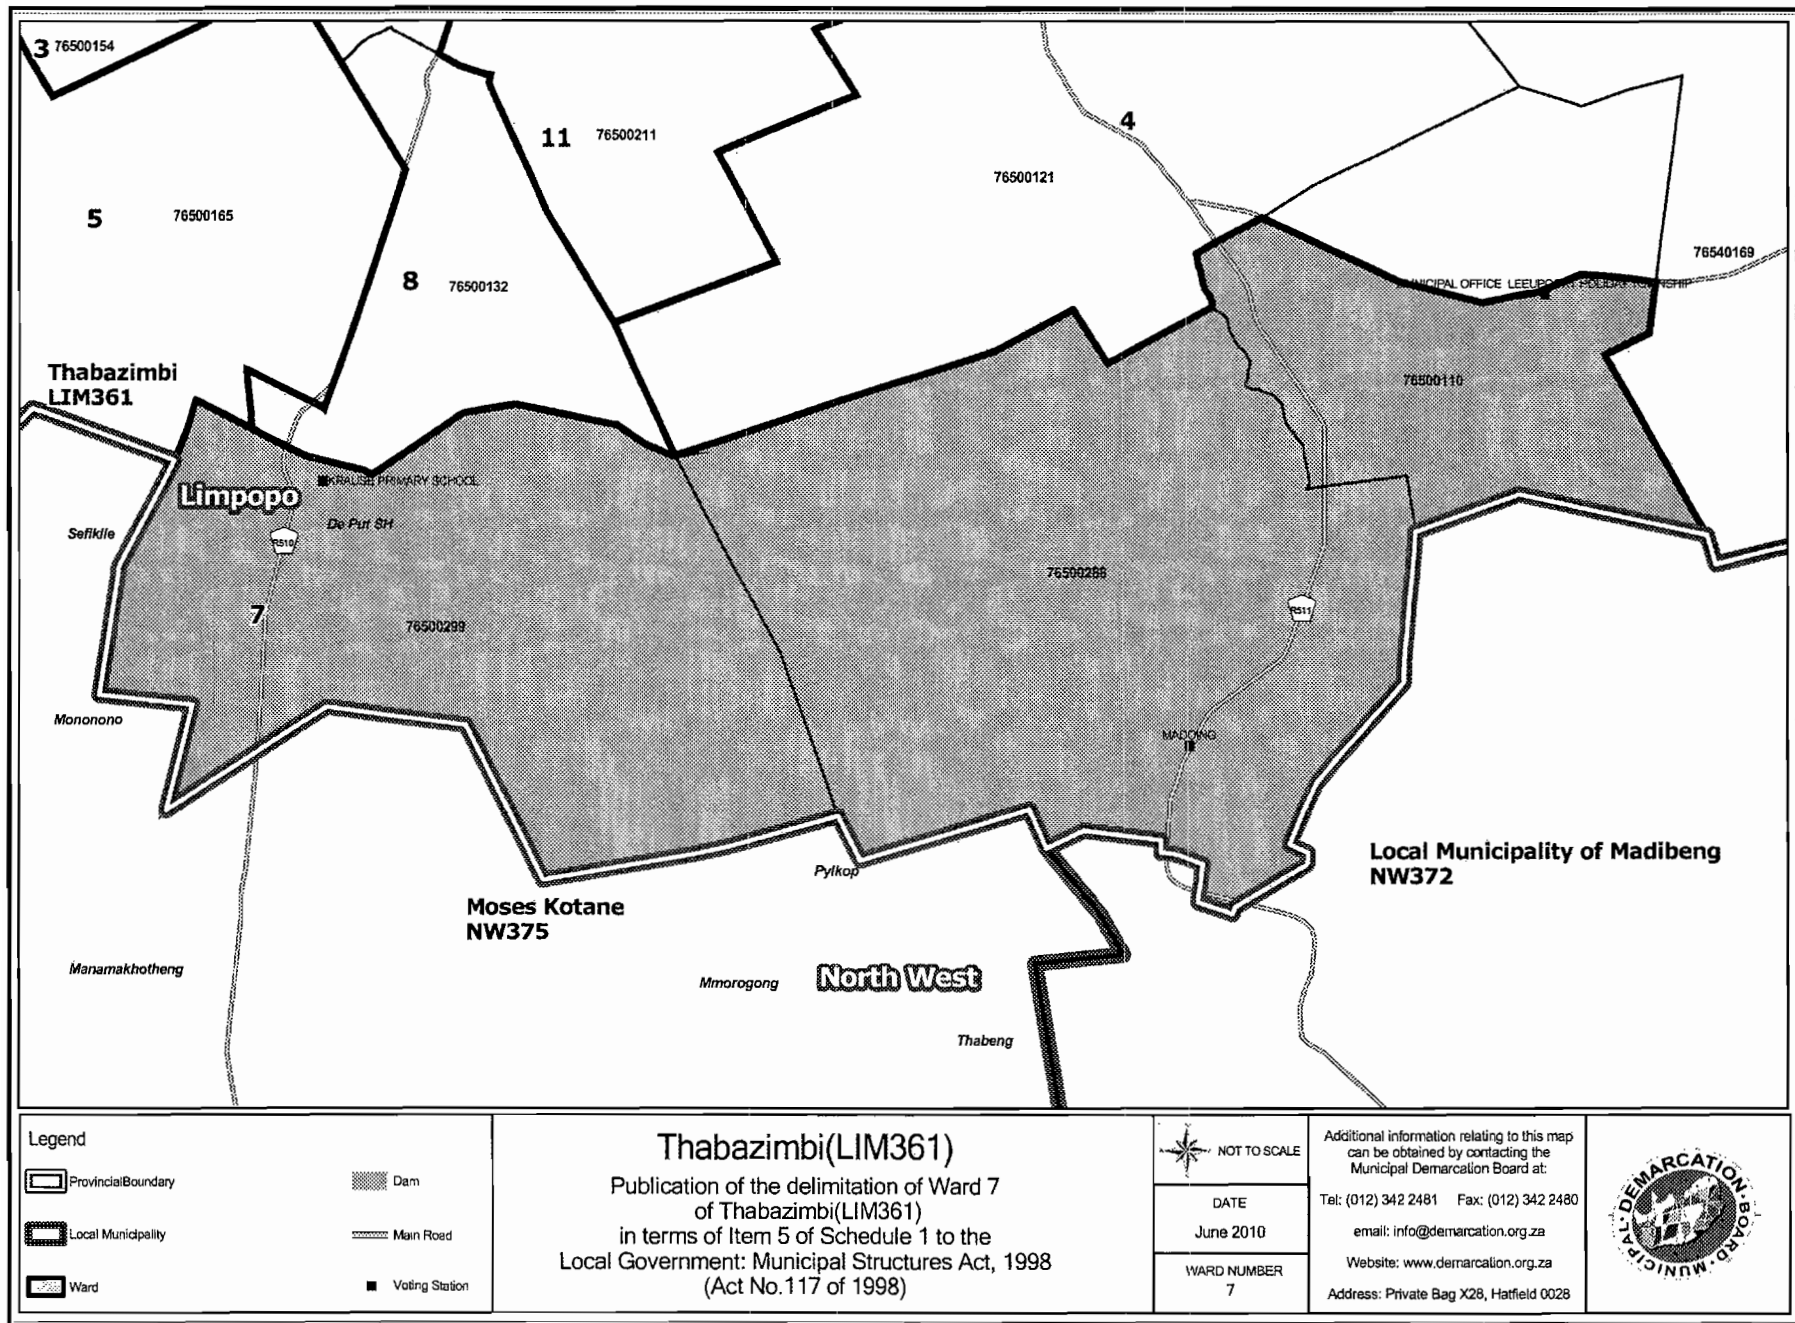 3 76500154
11 76500211
4
76500121
5 76500165
8 76500132
76540169
MUNICIPAL OFFICE LEEUPOORT HOLIDAY TOWNSHIP
Thabazimbi
LIM361
76500110
Limpopo
KRAUSE PRIMARY SCHOOL
De Put SH
Sefikile
R510
76500288
R511
7
76500299
Mononono
MADOING
Local Municipality of Madibeng
NW372
Pylkop
Moses Kotane
NW375
Manamakhotheng
Mmorogong
North West
Thabeng
Legend
ProvincialBoundary
Dam
Local Municipality
Main Road
Ward
Voting Station
Thabazimbi(LIM361)
Publication of the delimitation of Ward 7
of Thabazimbi(LIM361)
in terms of Item 5 of Schedule 1 to the
Local Government: Municipal Structures Act, 1998
(Act No.117 of 1998)
NOT TO SCALE
DATE
June 2010
WARD NUMBER
7
Additional information relating to this map
can be obtained by contacting the
Municipal Demarcation Board at:
Tel: (012) 342 2481 Fax: (012) 342 2480
email: info@demarcation.org.za
Website: www.demarcation.org.za
Address: Private Bag X28, Hatfield 0028
MUNICIPAL DEMARCATION BOARD